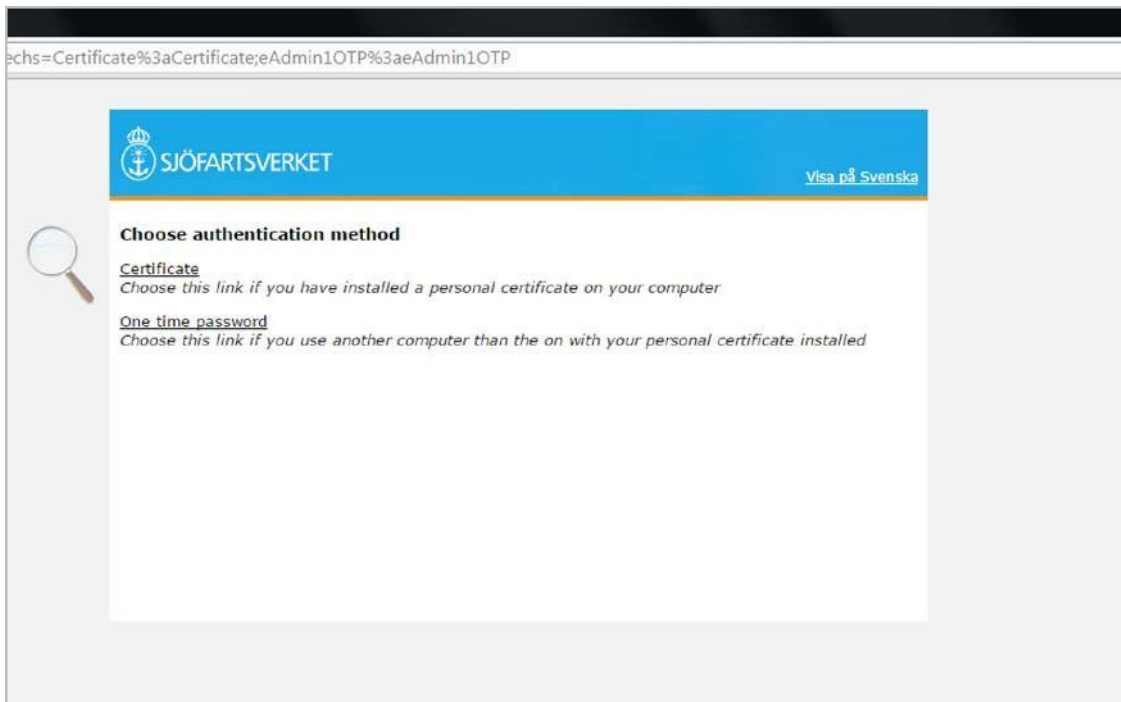 echs=Certificate%3aCertificate;eAdmin1OTP%3aeAdmin1OTP
SJÖFARTSVERKET
Visa på Svenska
Choose authentication method
Certificate
Choose this link if you have installed a personal certificate on your computer
One time password
Choose this link if you use another computer than the on with your personal certificate installed